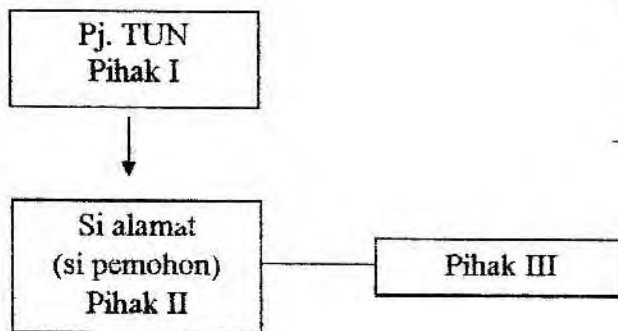 Pj. TUN
Pihak I
Si alamat
(si pemohon)
Pihak II
Pihak III